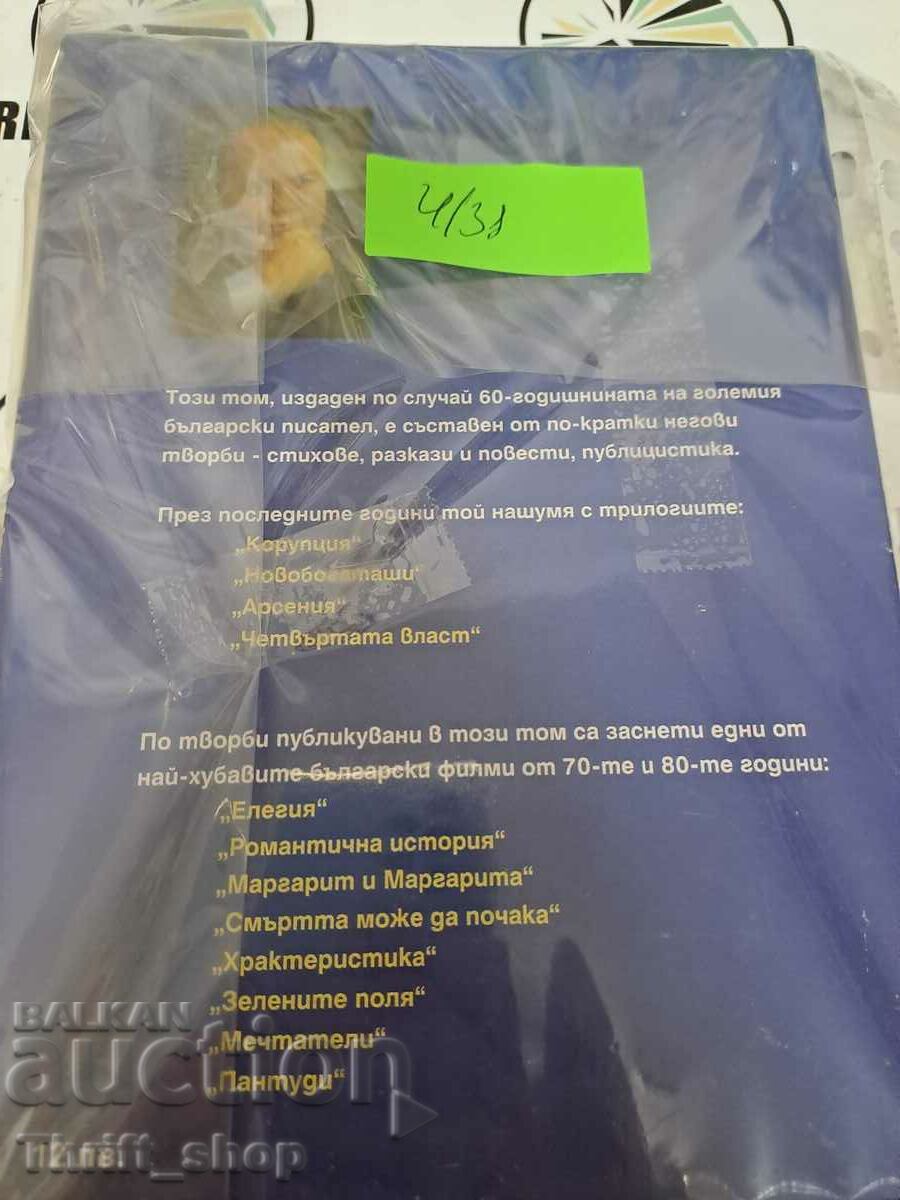 Ч/31
Този том, издаден по случай 60-годишнината на големия
български писател, е съставен от по-кратки негови
творби - стихове, разкази и повести, публицистика.
През последните години той нашумя с трилогиите:
„Корупция“
„Новобогаташи“
„Арсения“
„Четвъртата власт“
По творби публикувани в този том са заснети едни от
най-хубавите български филми от 70-те и 80-те години:
„Елегия“
„Романтична история“
„Маргарит и Маргарита“
„Смъртта може да почака“
„Храктеристика“
„Зелените поля“
„Мечтатели“
„Пантуди“
12 лв.
BALKAN
auction
Thrift_shop